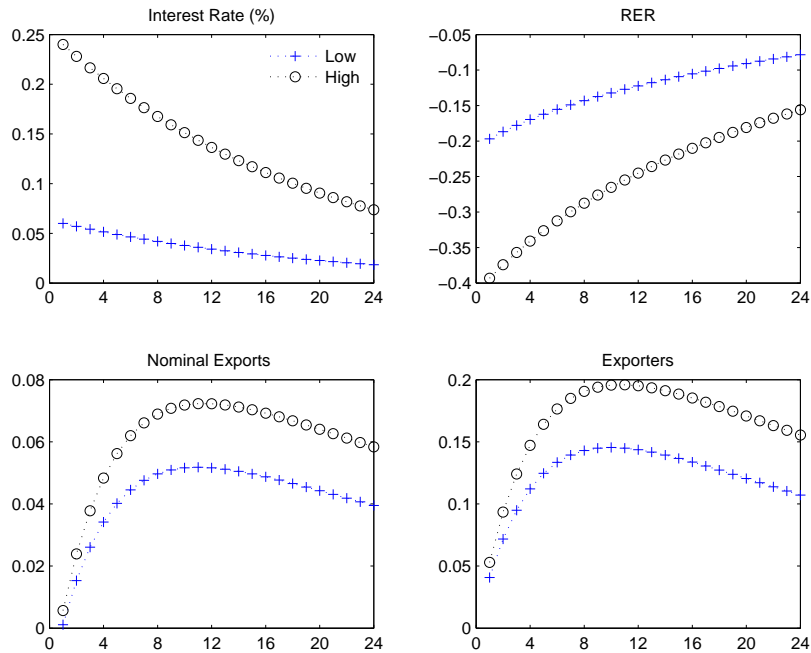 Interest Rate (%)
0.25
0.2
0.15
0.1
0.05
0
0 4 8 12 16 20 24
Low
High
RER
−0.05
−0.1
−0.15
−0.2
−0.25
−0.3
−0.35
−0.4
0 4 8 12 16 20 24
Nominal Exports
0.08
0.06
0.04
0.02
0
0 4 8 12 16 20 24
Exporters
0.2
0.15
0.1
0.05
0
0 4 8 12 16 20 24